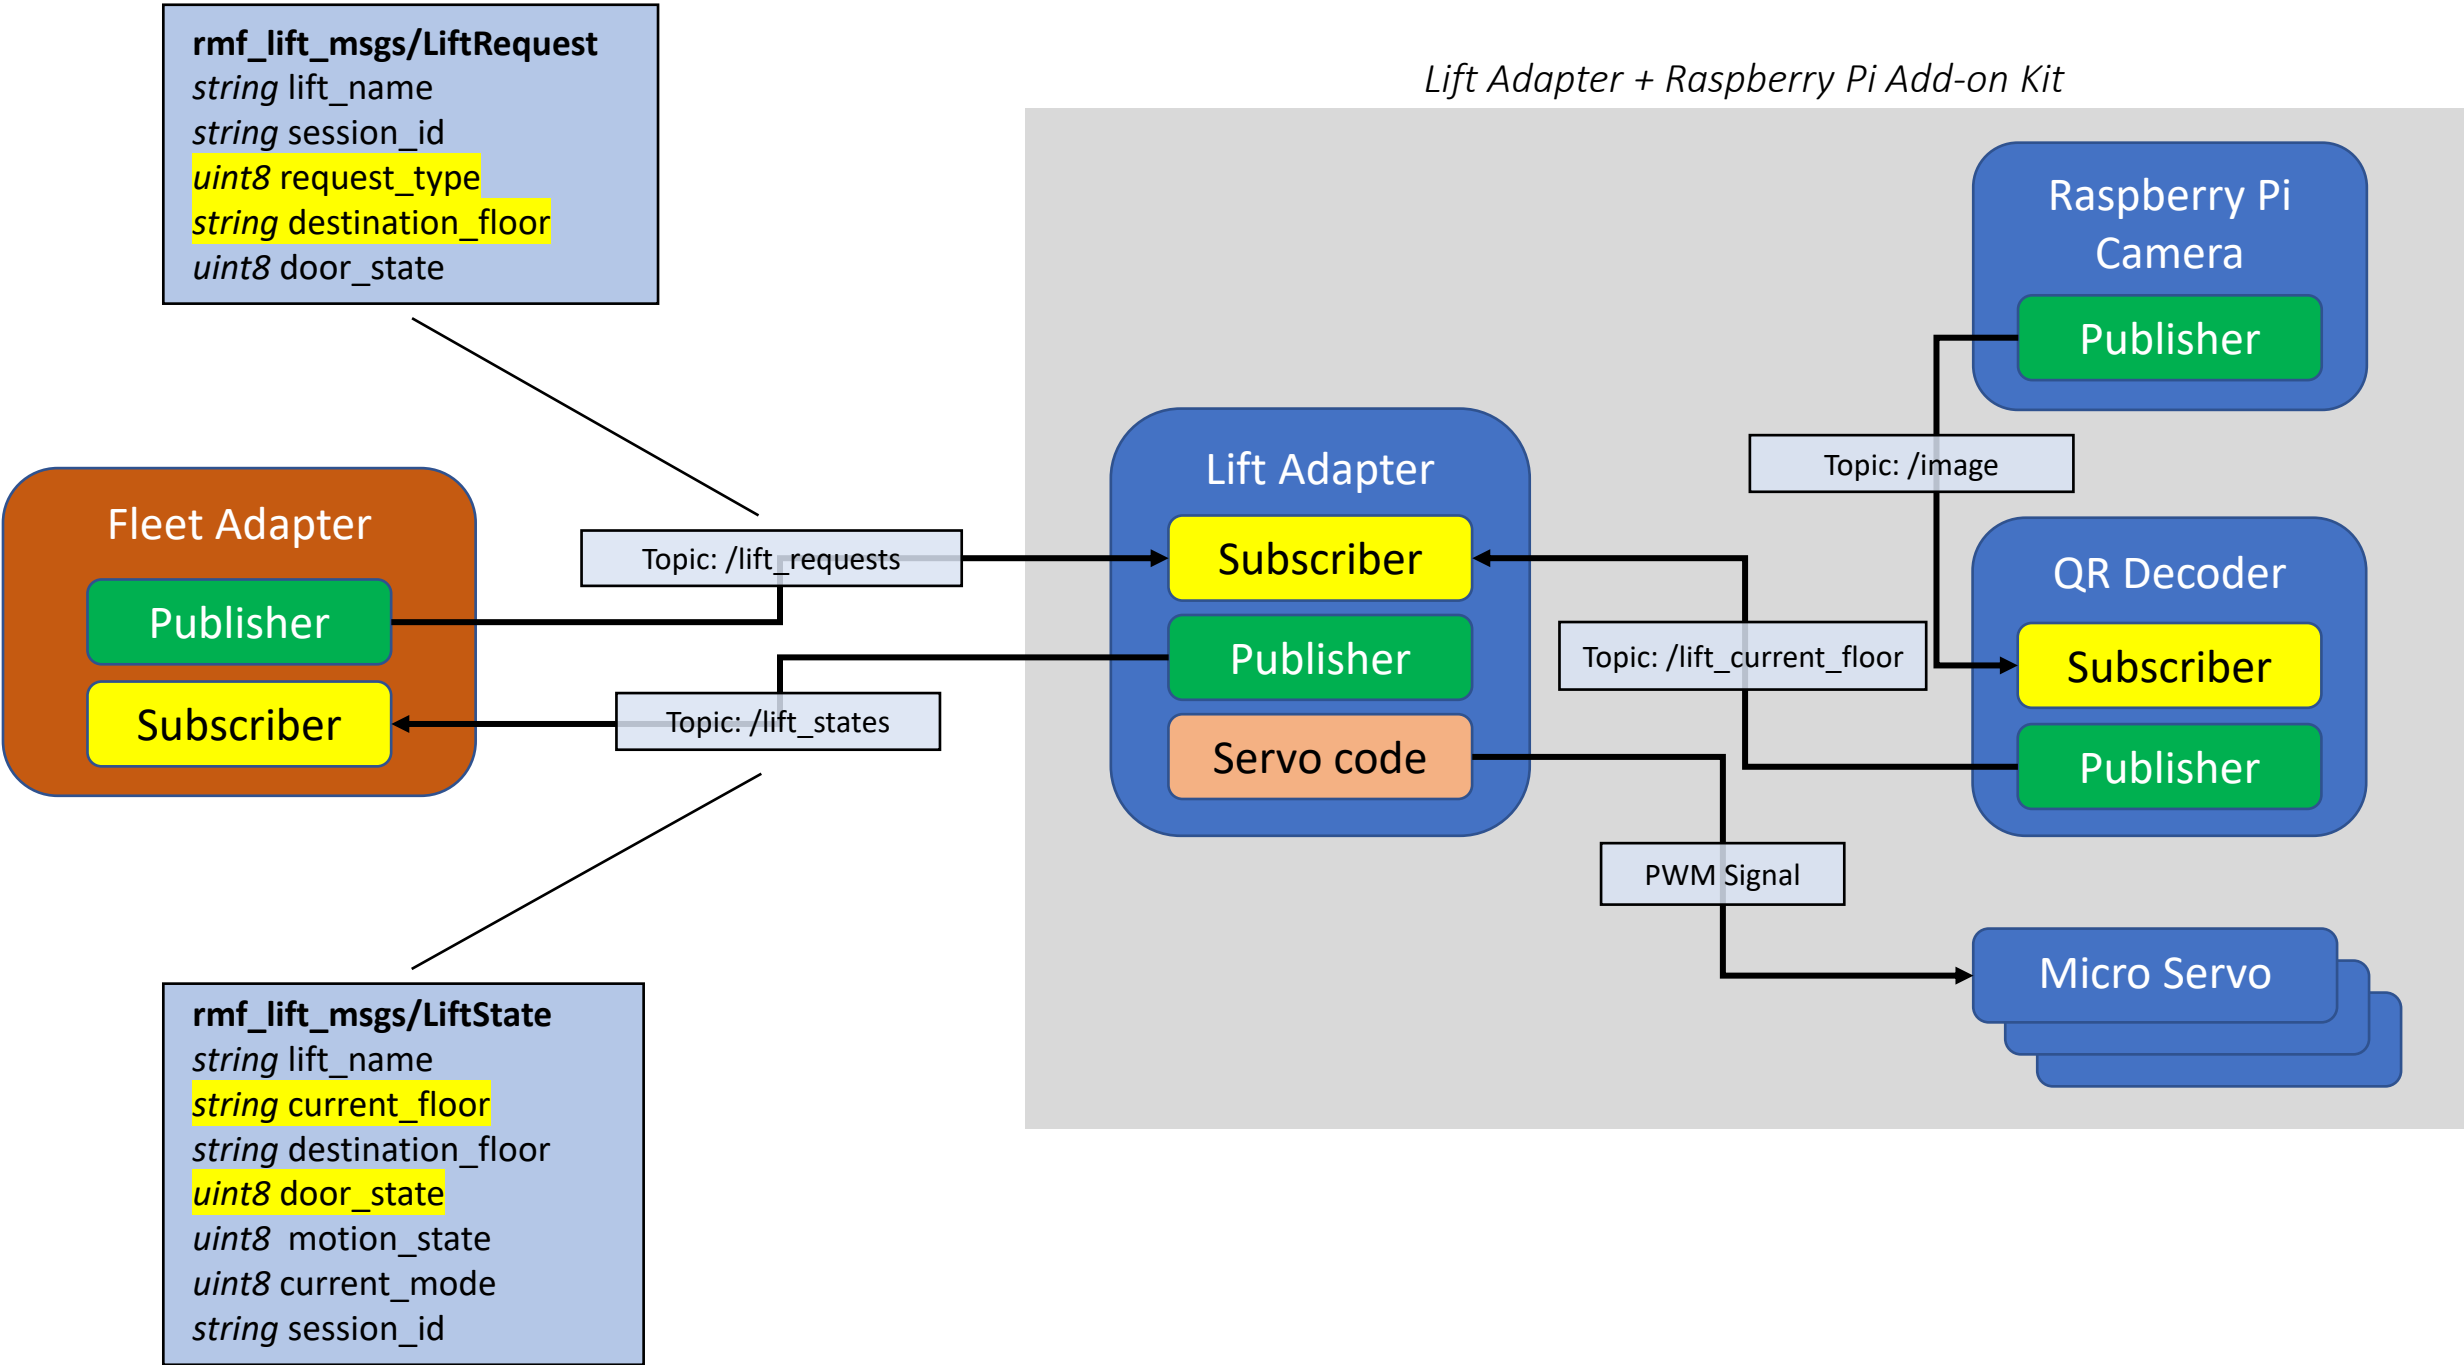 rmf_lift_msgs/LiftRequest
string lift_name
string session_id
uint8 request_type
string destination_floor
uint8 door_state
Lift Adapter + Raspberry Pi Add-on Kit
Raspberry Pi
Camera
Publisher
Topic: /image
Fleet Adapter
Publisher
Subscriber
Topic: /lift_requests
Topic: /lift_states
Lift Adapter
Subscriber
Publisher
Servo code
Topic: /lift_current_floor
QR Decoder
Subscriber
Publisher
PWM Signal
Micro Servo
rmf_lift_msgs/LiftState
string lift_name
string current_floor
string destination_floor
uint8 door_state
uint8 motion_state
uint8 current_mode
string session_id